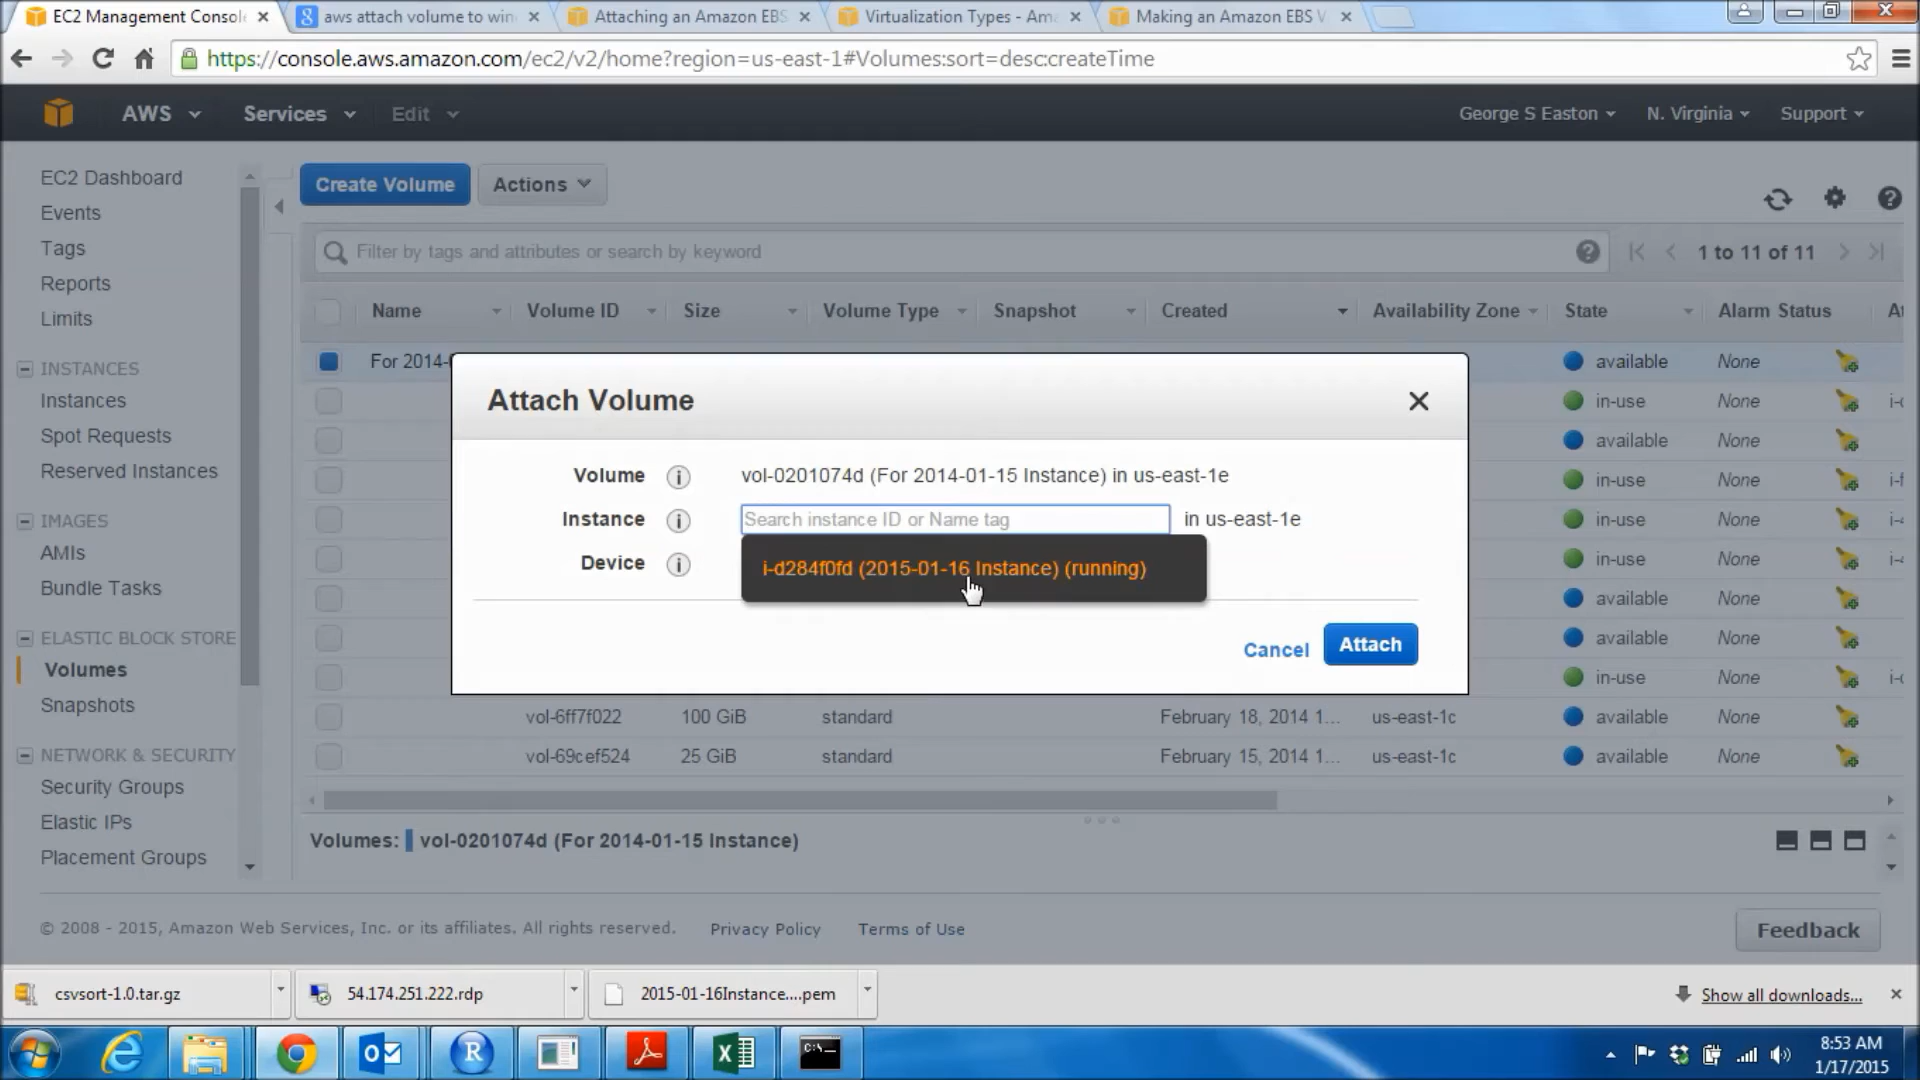 EC2 Management Consol
aws attach volume to win
Attaching an Amazon EBS
Virtualization Types - Ama
Making an Amazon EBS V
https://console.aws.amazon.com/ec2/v2/home?region=us-east-1#Volumes:sort=desc:createTime
AWS Services Edit George S Easton N. Virginia Support
EC2 Dashboard
Events
Tags
Reports
Limits
INSTANCES
Instances
Spot Requests
Reserved Instances
IMAGES
AMIs
Bundle Tasks
ELASTIC BLOCK STORE
Volumes
Snapshots
NETWORK & SECURITY
Security Groups
Elastic IPs
Placement Groups
Create Volume Actions
Filter by tags and attributes or search by keyword
1 to 11 of 11
Name Volume ID Size Volume Type Snapshot Created Availability Zone State Alarm Status
For 2014- available None
in-use None
available None
in-use None
in-use None
in-use None
available None
available None
in-use None
vol-6ff7f022 100 GiB standard February 18, 2014 1... us-east-1c available None
vol-69cef524 25 GiB standard February 15, 2014 1... us-east-1c available None
Attach Volume
Volume i vol-0201074d (For 2014-01-15 Instance) in us-east-1e
Instance i Search instance ID or Name tag in us-east-1e
Device i
i-d284f0fd (2015-01-16 Instance) (running)
Cancel Attach
Volumes: vol-0201074d (For 2014-01-15 Instance)
© 2008 - 2015, Amazon Web Services, Inc. or its affiliates. All rights reserved. Privacy Policy Terms of Use
Feedback
csvsort-1.0.tar.gz
54.174.251.222.rdp
2015-01-16Instance....pem
Show all downloads...
8:53 AM
1/17/2015